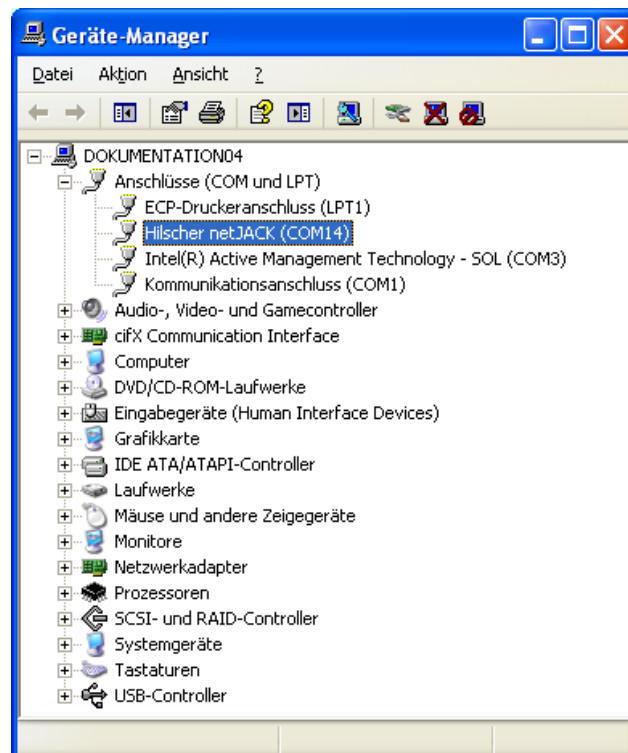 Geräte-Manager
Datei Aktion Ansicht ?
DOKUMENTATION04
Anschlüsse (COM und LPT)
ECP-Druckeranschluss (LPT1)
Hilscher netJACK (COM14)
Intel(R) Active Management Technology - SOL (COM3)
Kommunikationsanschluss (COM1)
Audio-, Video- und Gamecontroller
cifX Communication Interface
Computer
DVD/CD-ROM-Laufwerke
Eingabegeräte (Human Interface Devices)
Grafikkarte
IDE ATA/ATAPI-Controller
Laufwerke
Mäuse und andere Zeigegeräte
Monitore
Netzwerkadapter
Prozessoren
SCSI- und RAID-Controller
Systemgeräte
Tastaturen
USB-Controller